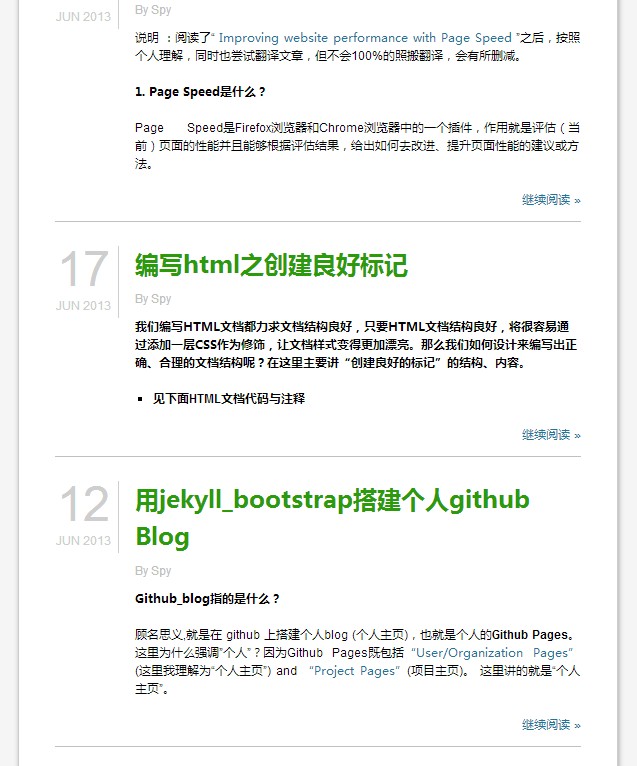 JUN 2013
By Spy
说明 ：阅读了“ Improving website performance with Page Speed ”之后，按照
个人理解，同时也尝试翻译文章，但不会100%的照搬翻译，会有所删减。
1. Page Speed是什么？
Page Speed是Firefox浏览器和Chrome浏览器中的一个插件，作用就是评估（当
前）页面的性能并且能够根据评估结果，给出如何去改进、提升页面性能的建议或方
法。
继续阅读 »
17
JUN 2013
编写html之创建良好标记
By Spy
我们编写HTML文档都力求文档结构良好，只要HTML文档结构良好，将很容易通
过添加一层CSS作为修饰，让文档样式变得更加漂亮。那么我们如何设计来编写出正
确、合理的文档结构呢？在这里主要讲“创建良好的标记”的结构、内容。
▪ 见下面HTML文档代码与注释
继续阅读 »
12
JUN 2013
用jekyll_bootstrap搭建个人github
Blog
By Spy
Github_blog指的是什么？
顾名思义,就是在 github 上搭建个人blog (个人主页)，也就是个人的Github Pages。
这里为什么强调”个人”？因为Github Pages既包括“User/Organization Pages”
(这里我理解为“个人主页”) and “Project Pages”(项目主页)。 这里讲的就是“个人
主页”。
继续阅读 »